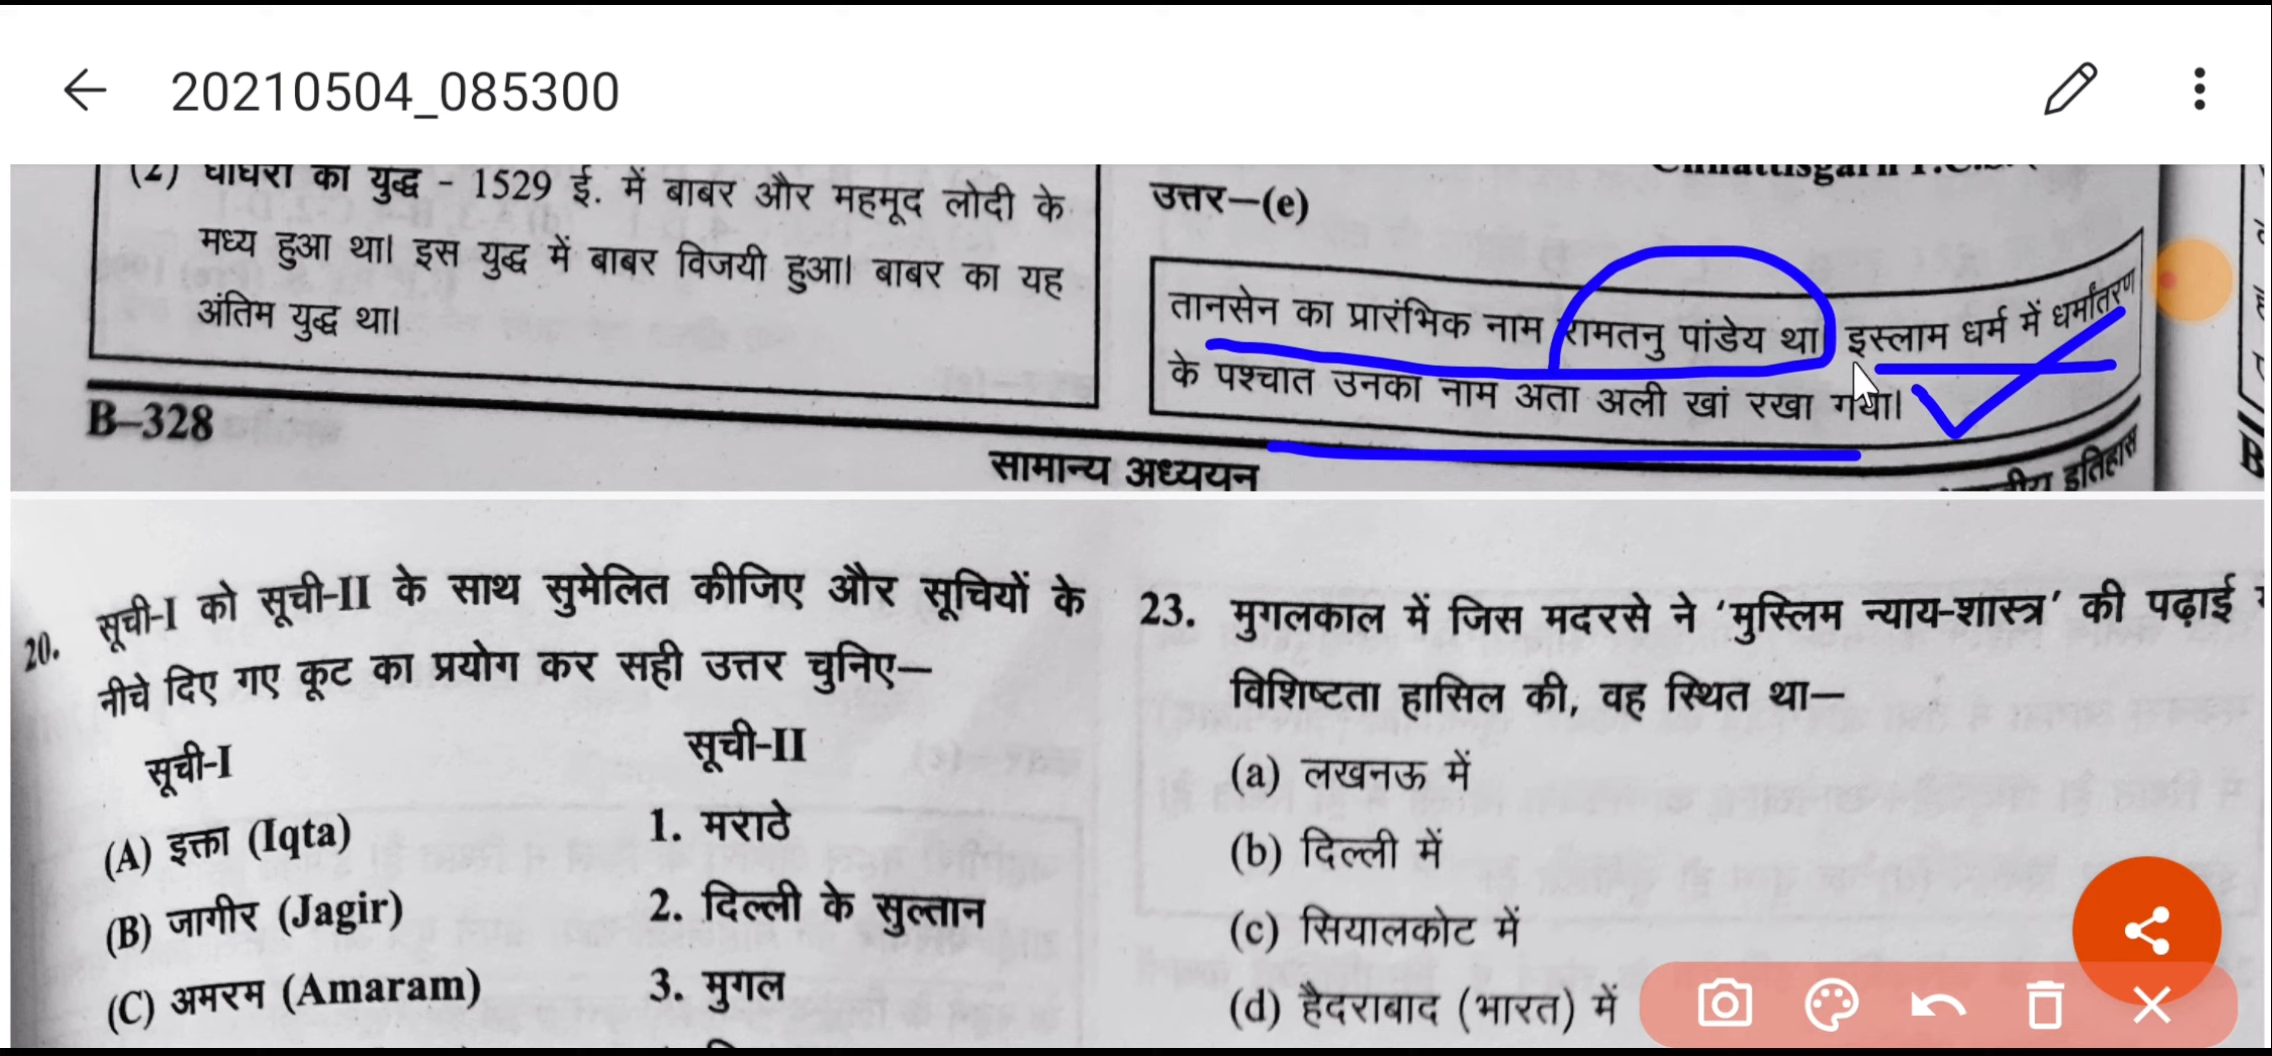 20210504_085300
(2) घाघरा का युद्ध - 1529 ई. में बाबर और महमूद लोदी के
मध्य हुआ था। इस युद्ध में बाबर विजयी हुआ। बाबर का यह
अंतिम युद्ध था।
B–328
Chhattisgarh P.C.S.
उत्तर—(e)
तानसेन का प्रारंभिक नाम रामतनु पांडेय था। इस्लाम धर्म में धर्मांतरण
के पश्चात उनका नाम अता अली खां रखा गया।
सामान्य अध्ययन
इतिहास
20. सूची-I को सूची-II के साथ सुमेलित कीजिए और सूचियों के
नीचे दिए गए कूट का प्रयोग कर सही उत्तर चुनिए—
सूची-I सूची-II
(A) इक्ता (Iqta) 1. मराठे
(B) जागीर (Jagir) 2. दिल्ली के सुल्तान
(C) अमरम (Amaram) 3. मुगल
23. मुगलकाल में जिस मदरसे ने ‘मुस्लिम न्याय-शास्त्र’ की पढ़ाई
विशिष्टता हासिल की, वह स्थित था—
(a) लखनऊ में
(b) दिल्ली में
(c) सियालकोट में
(d) हैदराबाद (भारत) में